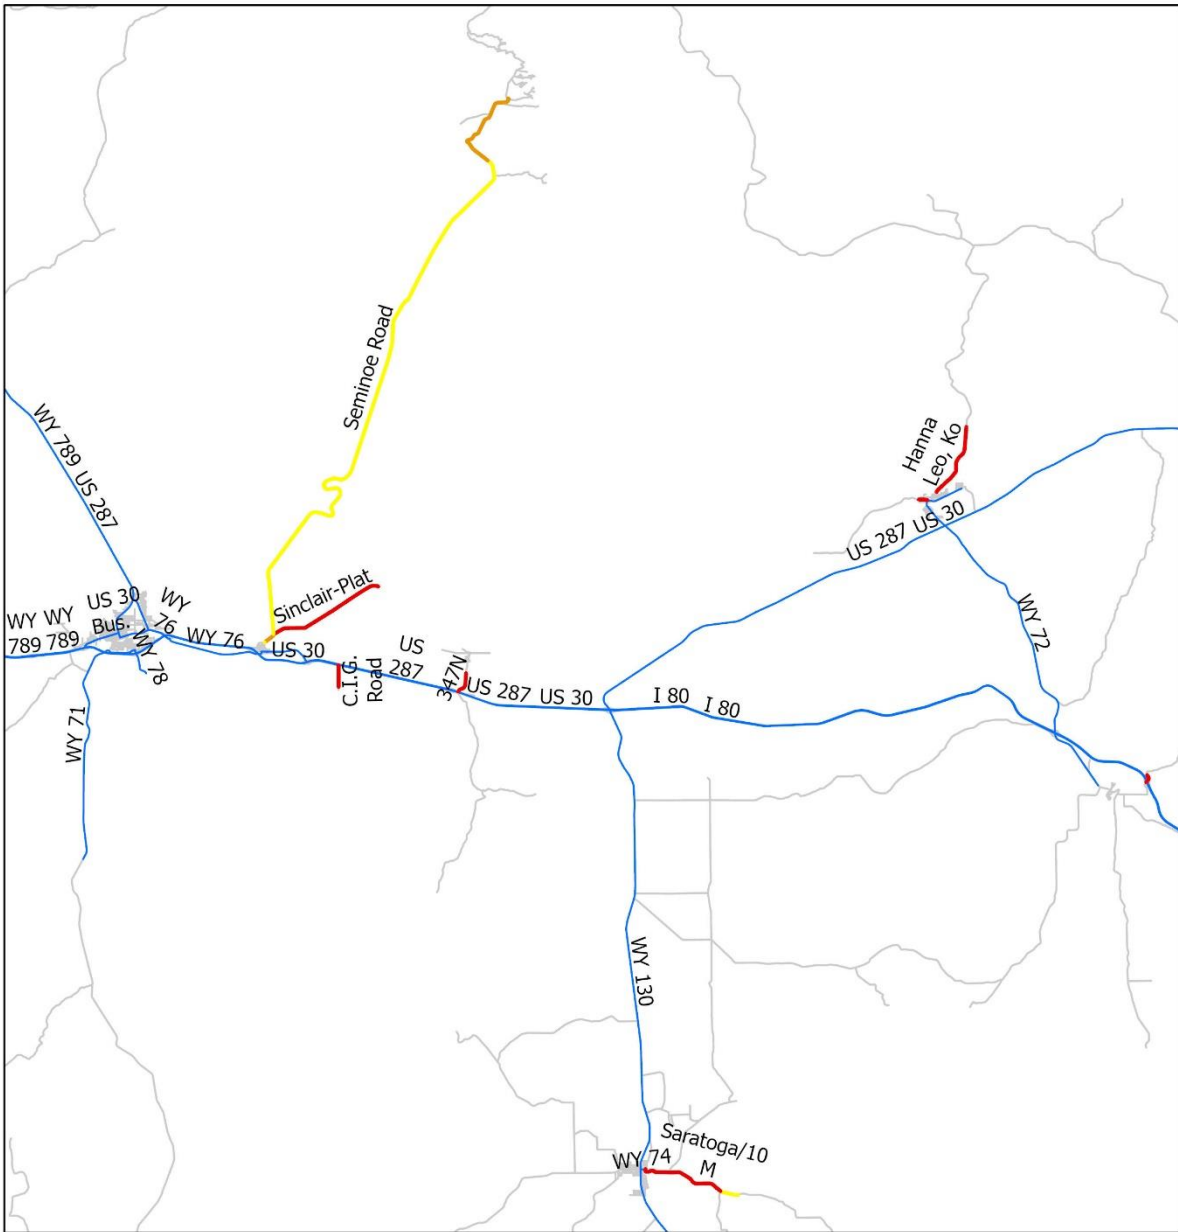 Seminoe Road
WY 789 US 287
Hanna
Leo, Ko
US 287 US 30
Sinclair-Plat
WY WY
789 789
US 30
Bus.
WY
76
WY 76
WY 78
US 30
C.I.G.
Road
US
287
347N
US 287 US 30
I 80 I 80
WY 72
WY 71
WY 130
Saratoga/10
M
WY 74